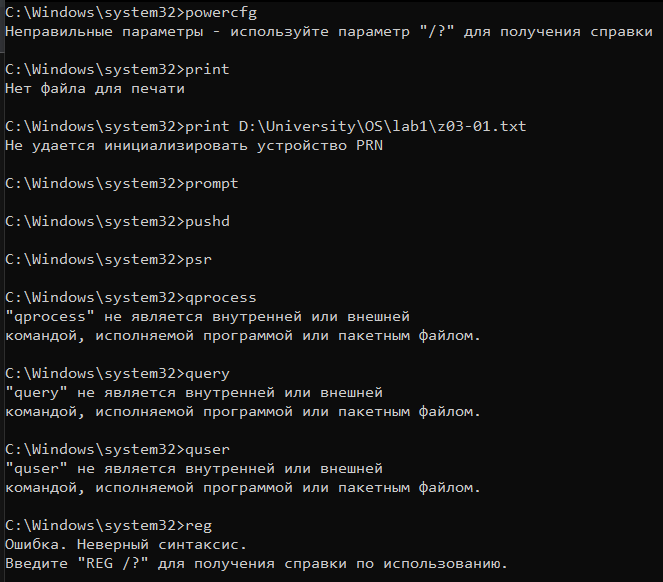 C:\Windows\system32>powercfg
Неправильные параметры - используйте параметр "/?" для получения справки
C:\Windows\system32>print
Нет файла для печати
C:\Windows\system32>print D:\University\OS\lab1\z03-01.txt
Не удается инициализировать устройство PRN
C:\Windows\system32>prompt
C:\Windows\system32>pushd
C:\Windows\system32>psr
C:\Windows\system32>qprocess
"qprocess" не является внутренней или внешней
командой, исполняемой программой или пакетным файлом.
C:\Windows\system32>query
"query" не является внутренней или внешней
командой, исполняемой программой или пакетным файлом.
C:\Windows\system32>quser
"quser" не является внутренней или внешней
командой, исполняемой программой или пакетным файлом.
C:\Windows\system32>reg
Ошибка. Неверный синтаксис.
Введите "REG /?" для получения справки по использованию.